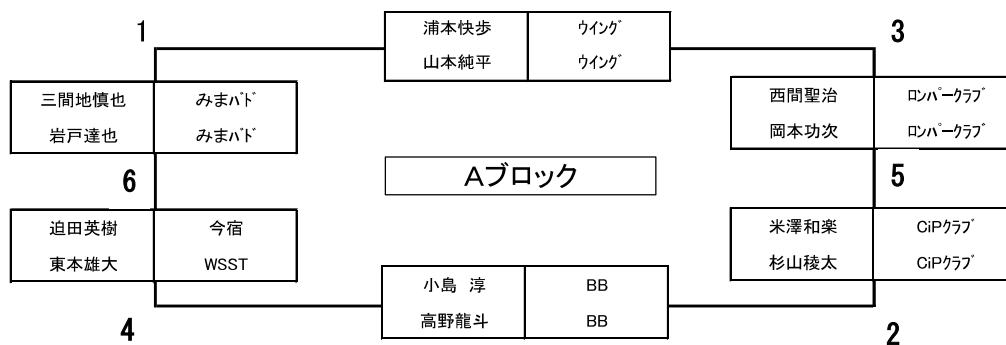 1
浦本快歩 ウイング
山本純平 ウイング
3
三間地慎也 みまバド
岩戸達也 みまバド
西間聖治 ロンパークラブ
岡本功次 ロンパークラブ
6
Aブロック
5
迫田英樹 今宿
東本雄大 WSST
米澤和楽 CiPクラブ
杉山稜太 CiPクラブ
小島 淳 BB
高野龍斗 BB
4
2